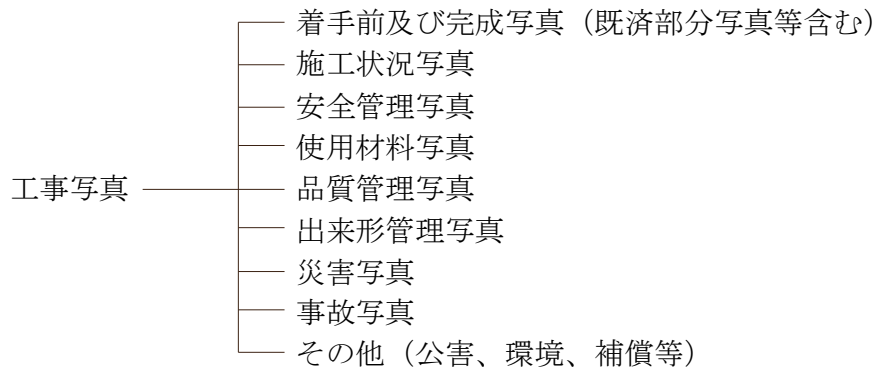 着手前及び完成写真（既済部分写真等含む）
施工状況写真
安全管理写真
使用材料写真
工事写真
品質管理写真
出来形管理写真
災害写真
事故写真
その他（公害、環境、補償等）